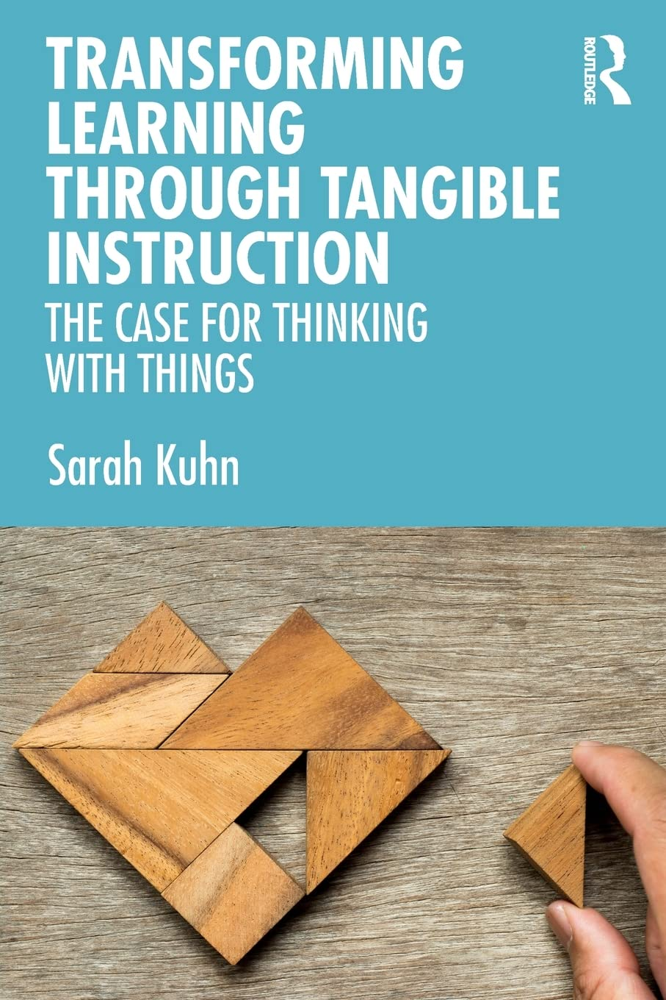 TRANSFORMING
LEARNING
THROUGH TANGIBLE
INSTRUCTION
THE CASE FOR THINKING
WITH THINGS
Sarah Kuhn
ROUTLEDGE